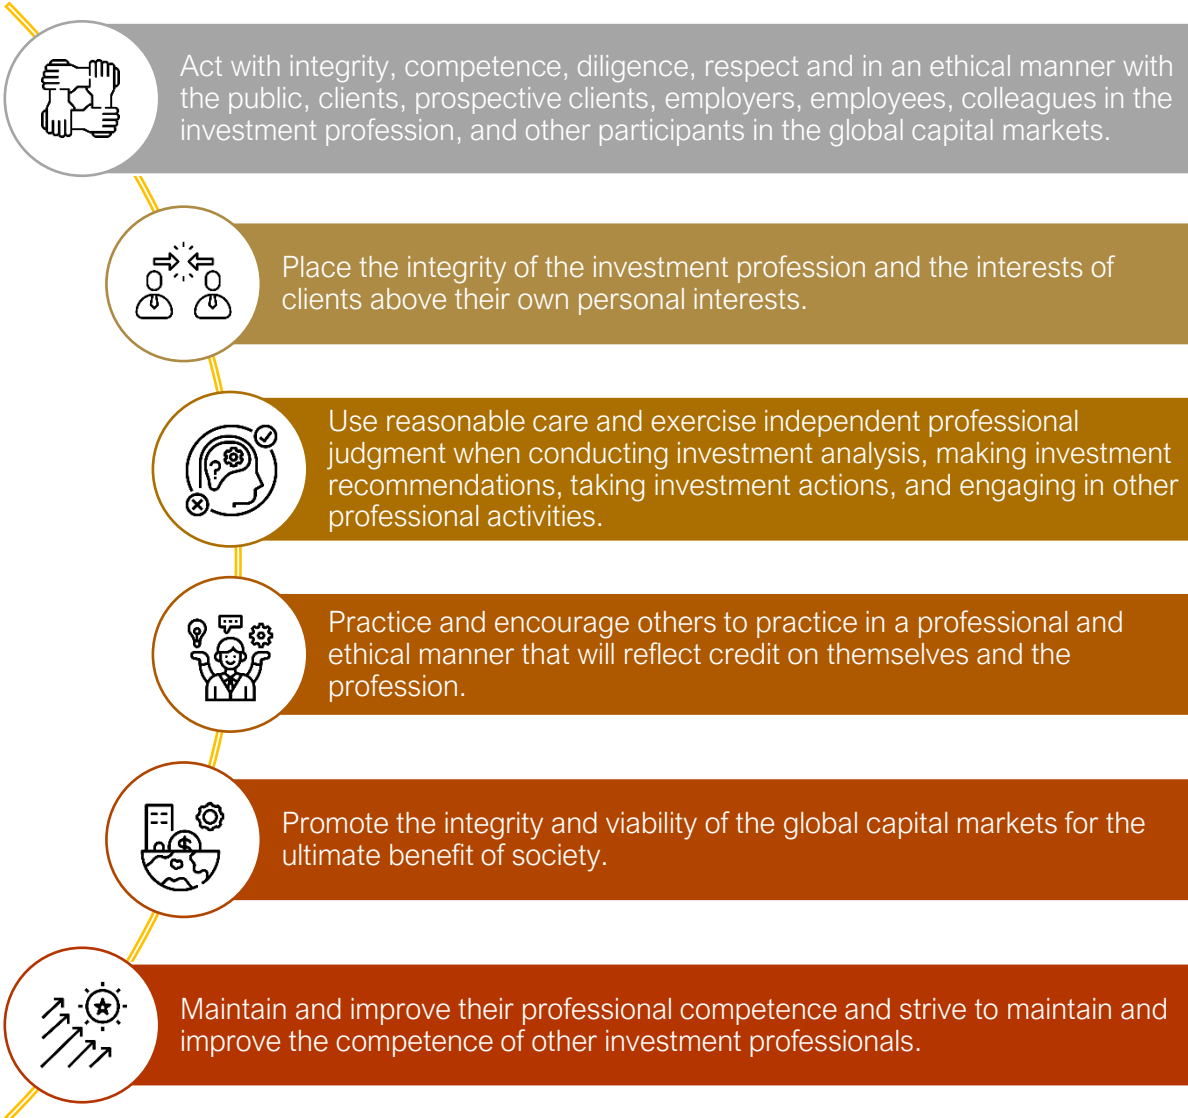 Act with integrity, competence, diligence, respect and in an ethical manner with
the public, clients, prospective clients, employers, employees, colleagues in the
investment profession, and other participants in the global capital markets.
Place the integrity of the investment profession and the interests of
clients above their own personal interests.
Use reasonable care and exercise independent professional
judgment when conducting investment analysis, making investment
recommendations, taking investment actions, and engaging in other
professional activities.
Practice and encourage others to practice in a professional and
ethical manner that will reflect credit on themselves and the
profession.
Promote the integrity and viability of the global capital markets for the
ultimate benefit of society.
Maintain and improve their professional competence and strive to maintain and
improve the competence of other investment professionals.